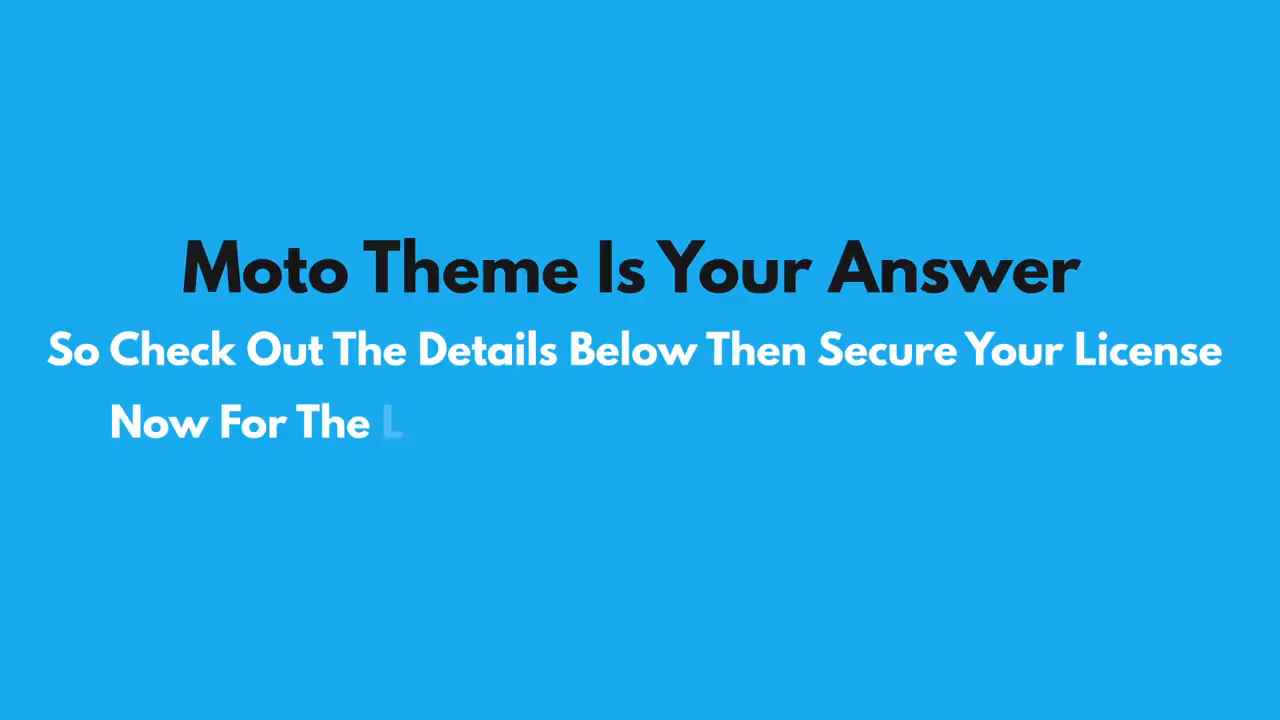 Moto Theme Is Your Answer
So Check Out The Details Below Then Secure Your License
Now For The L